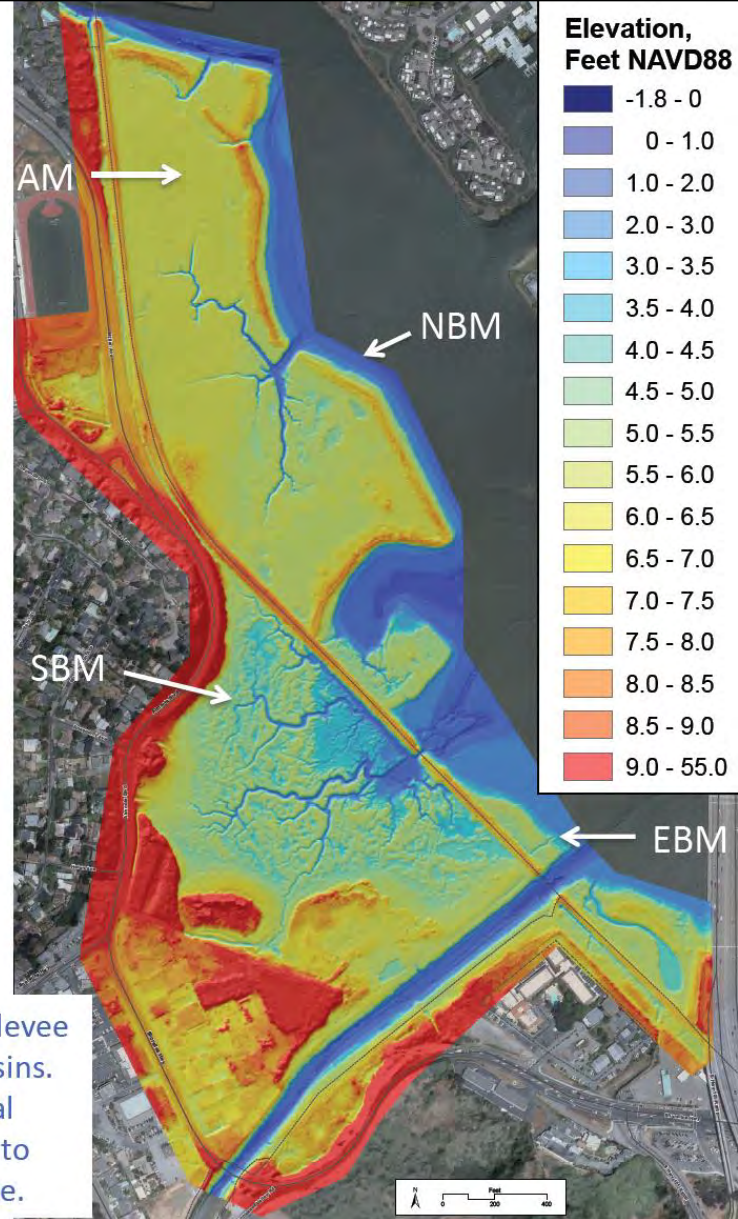 Elevation,
Feet NAVD88
-1.8 - 0
0 - 1.0
1.0 - 2.0
2.0 - 3.0
3.0 - 3.5
3.5 - 4.0
4.0 - 4.5
4.5 - 5.0
5.0 - 5.5
5.5 - 6.0
6.0 - 6.5
6.5 - 7.0
7.0 - 7.5
7.5 - 8.0
8.0 - 8.5
8.5 - 9.0
9.0 - 55.0
AM
NBM
SBM
EBM
levee
sins.
al
to
e.
N
Feet
0 200 400